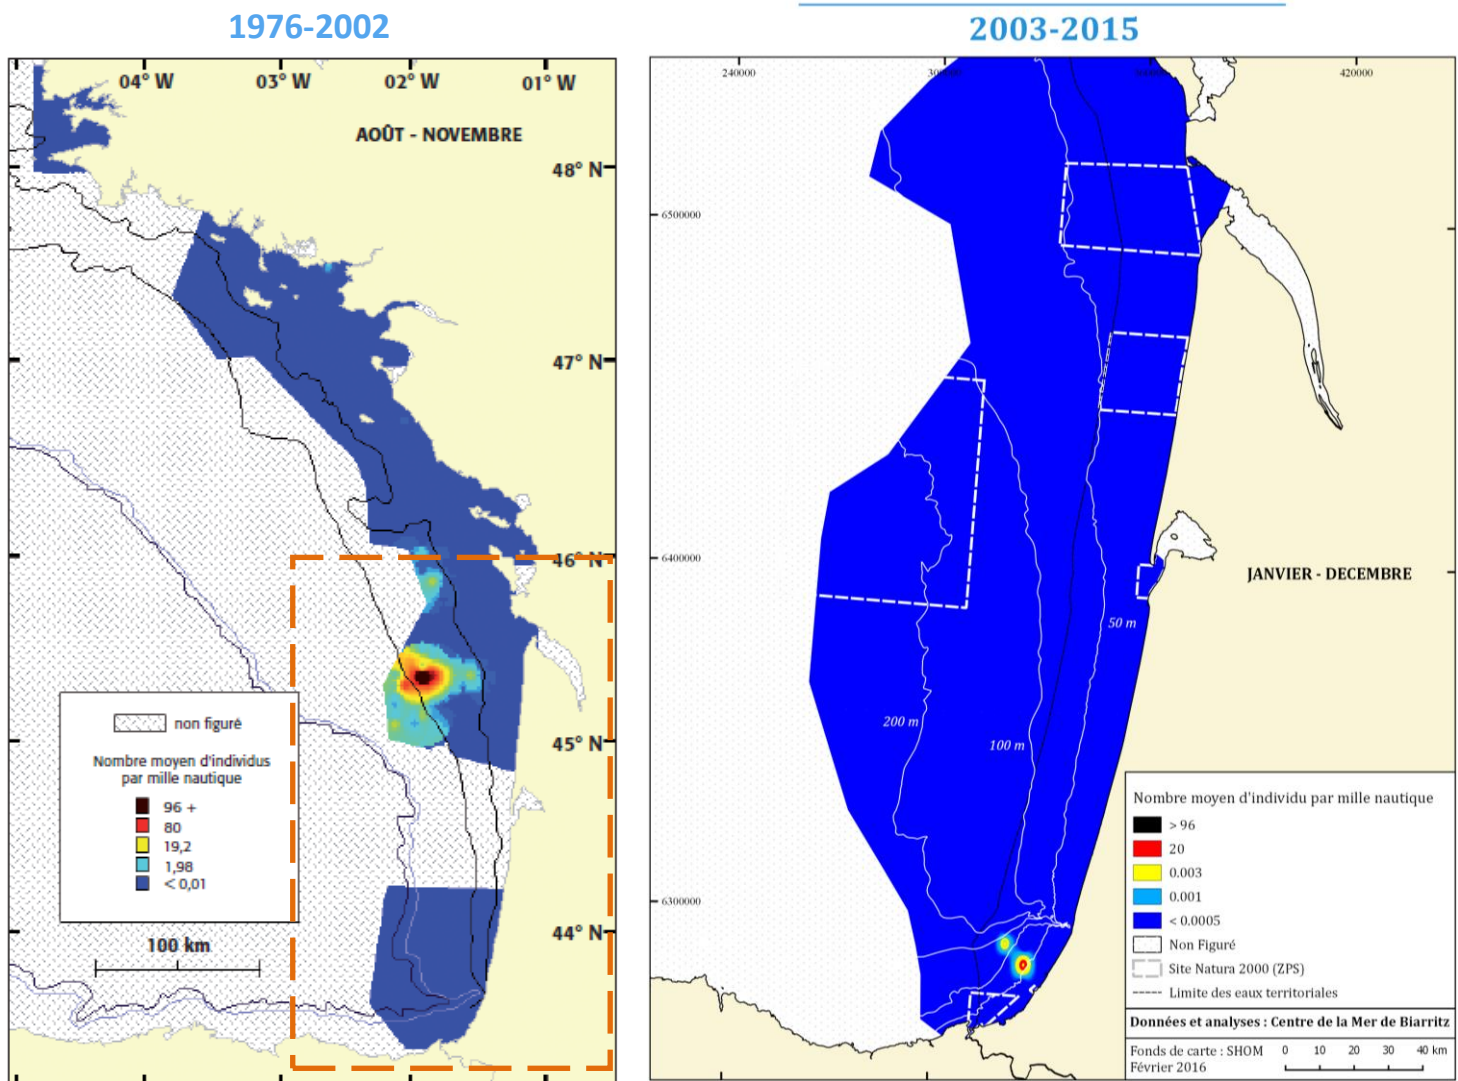 1976-2002
04° W
03° W
02° W
01° W
AOÛT - NOVEMBRE
48° N
47° N
46° N
45° N
44° N
non figuré
Nombre moyen d'individus
par mille nautique
96 +
80
19,2
1,98
< 0,01
100 km
2003-2015
240000
420000
6500000
6400000
6300000
JANVIER - DECEMBRE
50 m
200 m
100 m
Nombre moyen d'individu par mille nautique
> 96
20
0.003
0.001
< 0.0005
Non Figuré
Site Natura 2000 (ZPS)
Limite des eaux territoriales
Données et analyses : Centre de la Mer de Biarritz
Fonds de carte : SHOM
Février 2016
0 10 20 30 40 km